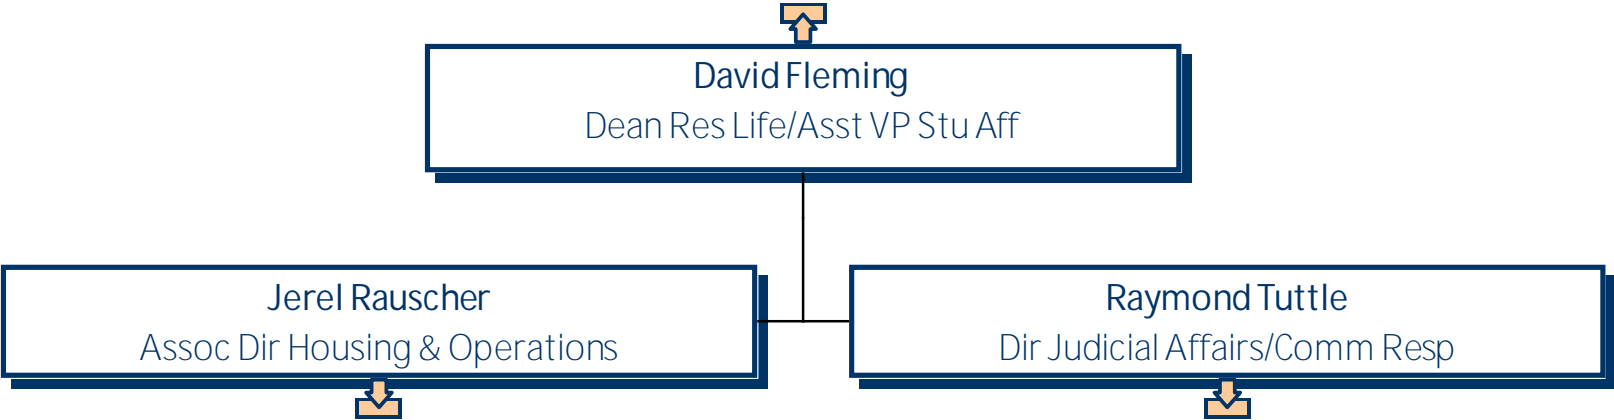 David Fleming
Dean Res Life/Asst VP Stu Aff
Jerel Rauscher
Assoc Dir Housing & Operations
Raymond Tuttle
Dir Judicial Affairs/Comm Resp